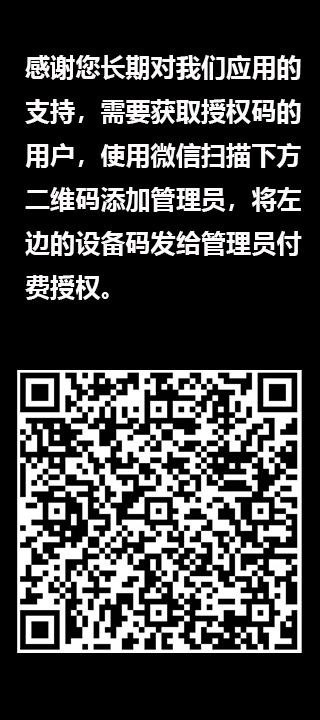 感谢您长期对我们应用的
支持，需要获取授权码的
用户，使用微信扫描下方
二维码添加管理员，将左
边的设备码发给管理员付
费授权。